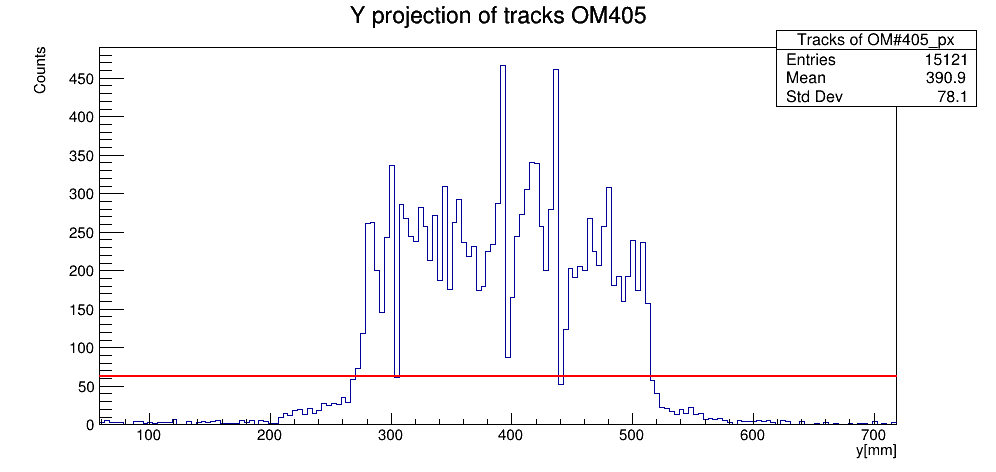 Y projection of tracks OM405
Tracks of OM#405_px
Entries 15121
Mean 390.9
Std Dev 78.1
Counts
450
400
350
300
250
200
150
100
50
0
100 200 300 400 500 600 700
y[mm]